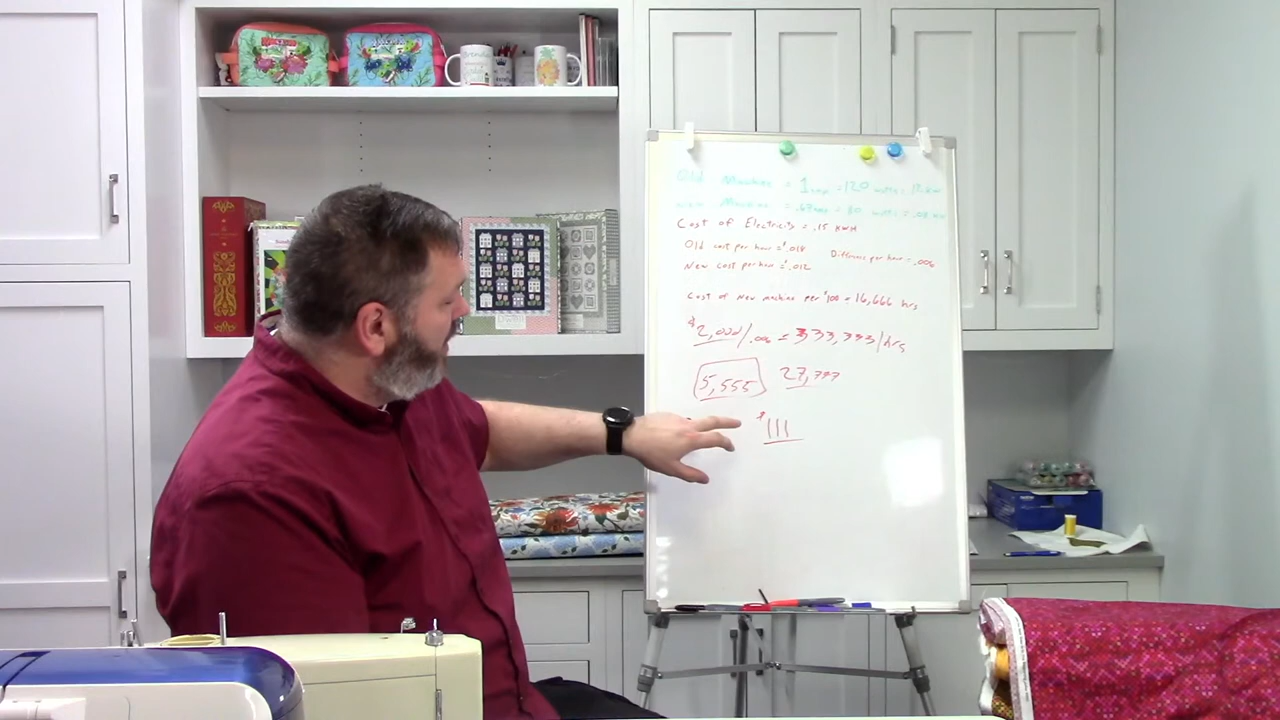 Old Machine = 1 amp = 120 watts = .12 KW
New Machine = .67 amp = 80 watts = .08 KW
Cost of Electricity = .15 KWH
Old cost per hour = $.018
Difference per hour = .006
New cost per hour = $.012
Cost of New machine per $100 = 16,666 hrs
$2,000/.006 = 333,333/hrs
5,555 27,777
$111